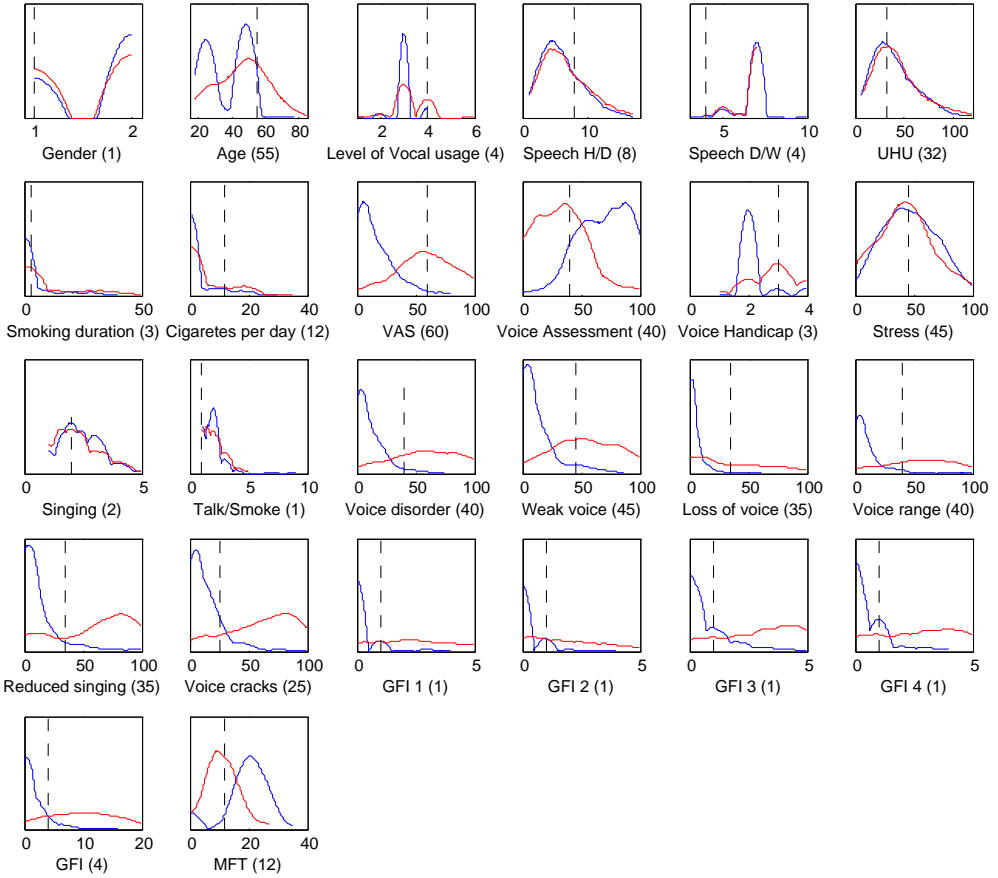 1 2
20 40 60 80
2 4 6
10
4 6 8 10
0 50 100
Gender (1) Age (55) Level of Vocal usage (4) Speech H/D (8) Speech D/W (4) UHU (32)
0 50
0 20 40
0 50 100
0 50 100
0 2 4
0 50 100
Smoking duration (3) Cigaretes per day (12) VAS (60) Voice Assessment (40) Voice Handicap (3) Stress (45)
0 5
0 5 10
0 50 100
0 50 100
0 50 100
0 50 100
Singing (2) Talk/Smoke (1) Voice disorder (40) Weak voice (45) Loss of voice (35) Voice range (40)
0 50 100
0 50 100
0 5
0 5
0 5
0 5
Reduced singing (35) Voice cracks (25) GFI 1 (1) GFI 2 (1) GFI 3 (1) GFI 4 (1)
0 10 20
0 20 40
GFI (4) MFT (12)